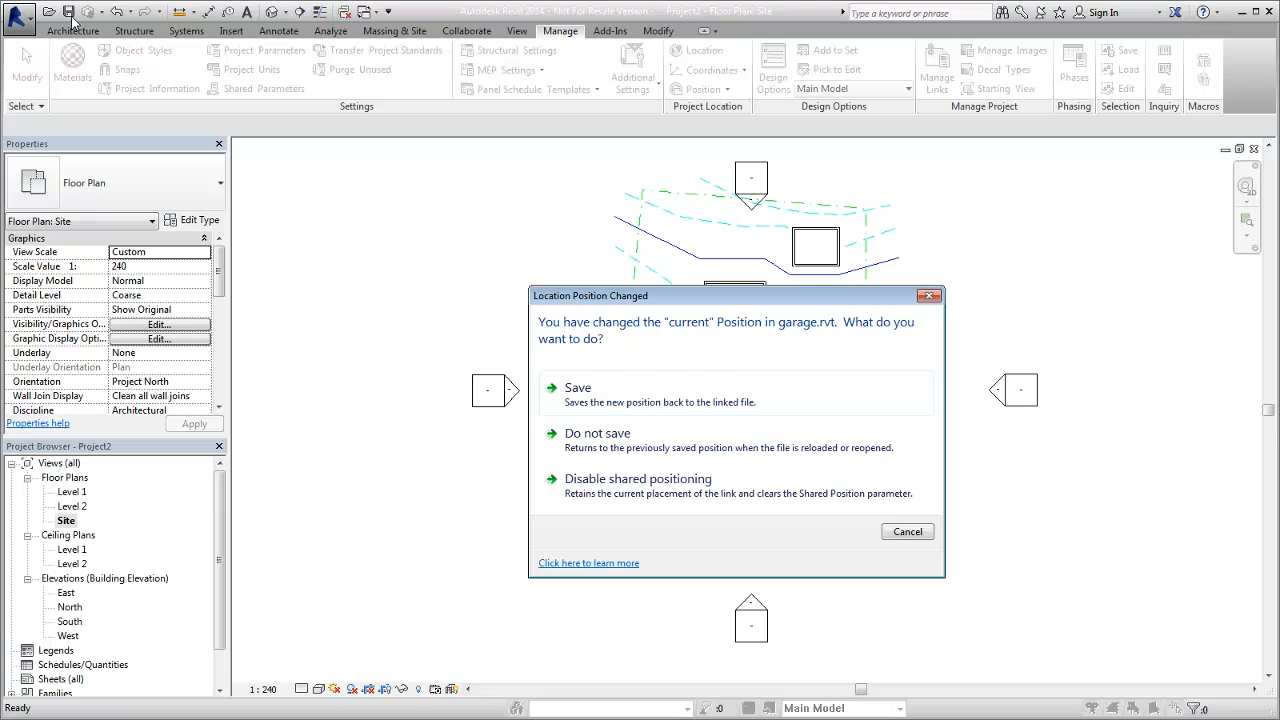 Autodesk Revit 2014 - Not For Resale Version - Project2 - Floor Plan: Site
Type a keyword or phrase
Sign In
Architecture Structure Systems Insert Annotate Analyze Massing & Site Collaborate View Manage Add-Ins Modify
Modify
Materials
Object Styles
Snaps
Project Information
Project Parameters
Project Units
Shared Parameters
Transfer Project Standards
Purge Unused
Structural Settings
MEP Settings
Panel Schedule Templates
Additional
Settings
Location
Coordinates
Position
Design
Options
Add to Set
Pick to Edit
Main Model
Manage
Links
Manage Images
Decal Types
Starting View
Phases
Save
Load
Edit
Select Settings Project Location Design Options Manage Project Phasing Selection Inquiry Macros
Properties
Floor Plan
Floor Plan: Site
Edit Type
Graphics
View Scale Custom
Scale Value 1: 240
Display Model Normal
Detail Level Coarse
Parts Visibility Show Original
Visibility/Graphics O... Edit...
Graphic Display Opti... Edit...
Underlay None
Underlay Orientation Plan
Orientation Project North
Wall Join Display Clean all wall joins
Discipline Architectural
Properties help Apply
Project Browser - Project2
Views (all)
Floor Plans
Level 1
Level 2
Site
Ceiling Plans
Level 1
Level 2
Elevations (Building Elevation)
East
North
South
West
Legends
Schedules/Quantities
Sheets (all)
Families
Location Position Changed
You have changed the "current" Position in garage.rvt. What do you
want to do?
Save
Saves the new position back to the linked file.
Do not save
Returns to the previously saved position when the file is reloaded or reopened.
Disable shared positioning
Retains the current placement of the link and clears the Shared Position parameter.
Cancel
Click here to learn more
1 : 240
Ready
:0
Main Model
:0